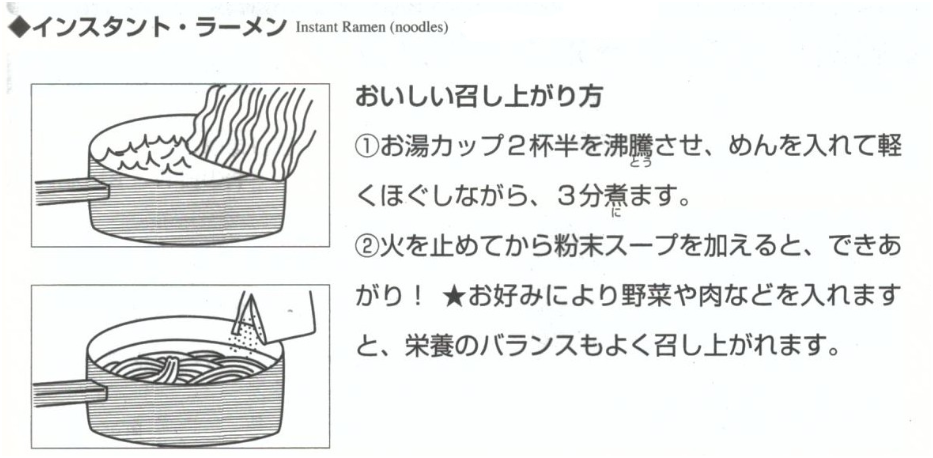 ◆インスタント・ラーメン Instant Ramen (noodles)
おいしい召し上がり方
①お湯カップ２杯半を沸騰させ、めんを入れて軽
とう
くほぐしながら、３分煮ます。
に
②火を止めてから粉末スープを加えると、できあ
がり！ ★お好みにより野菜や肉などを入れます
と、栄養のバランスもよく召し上がれます。